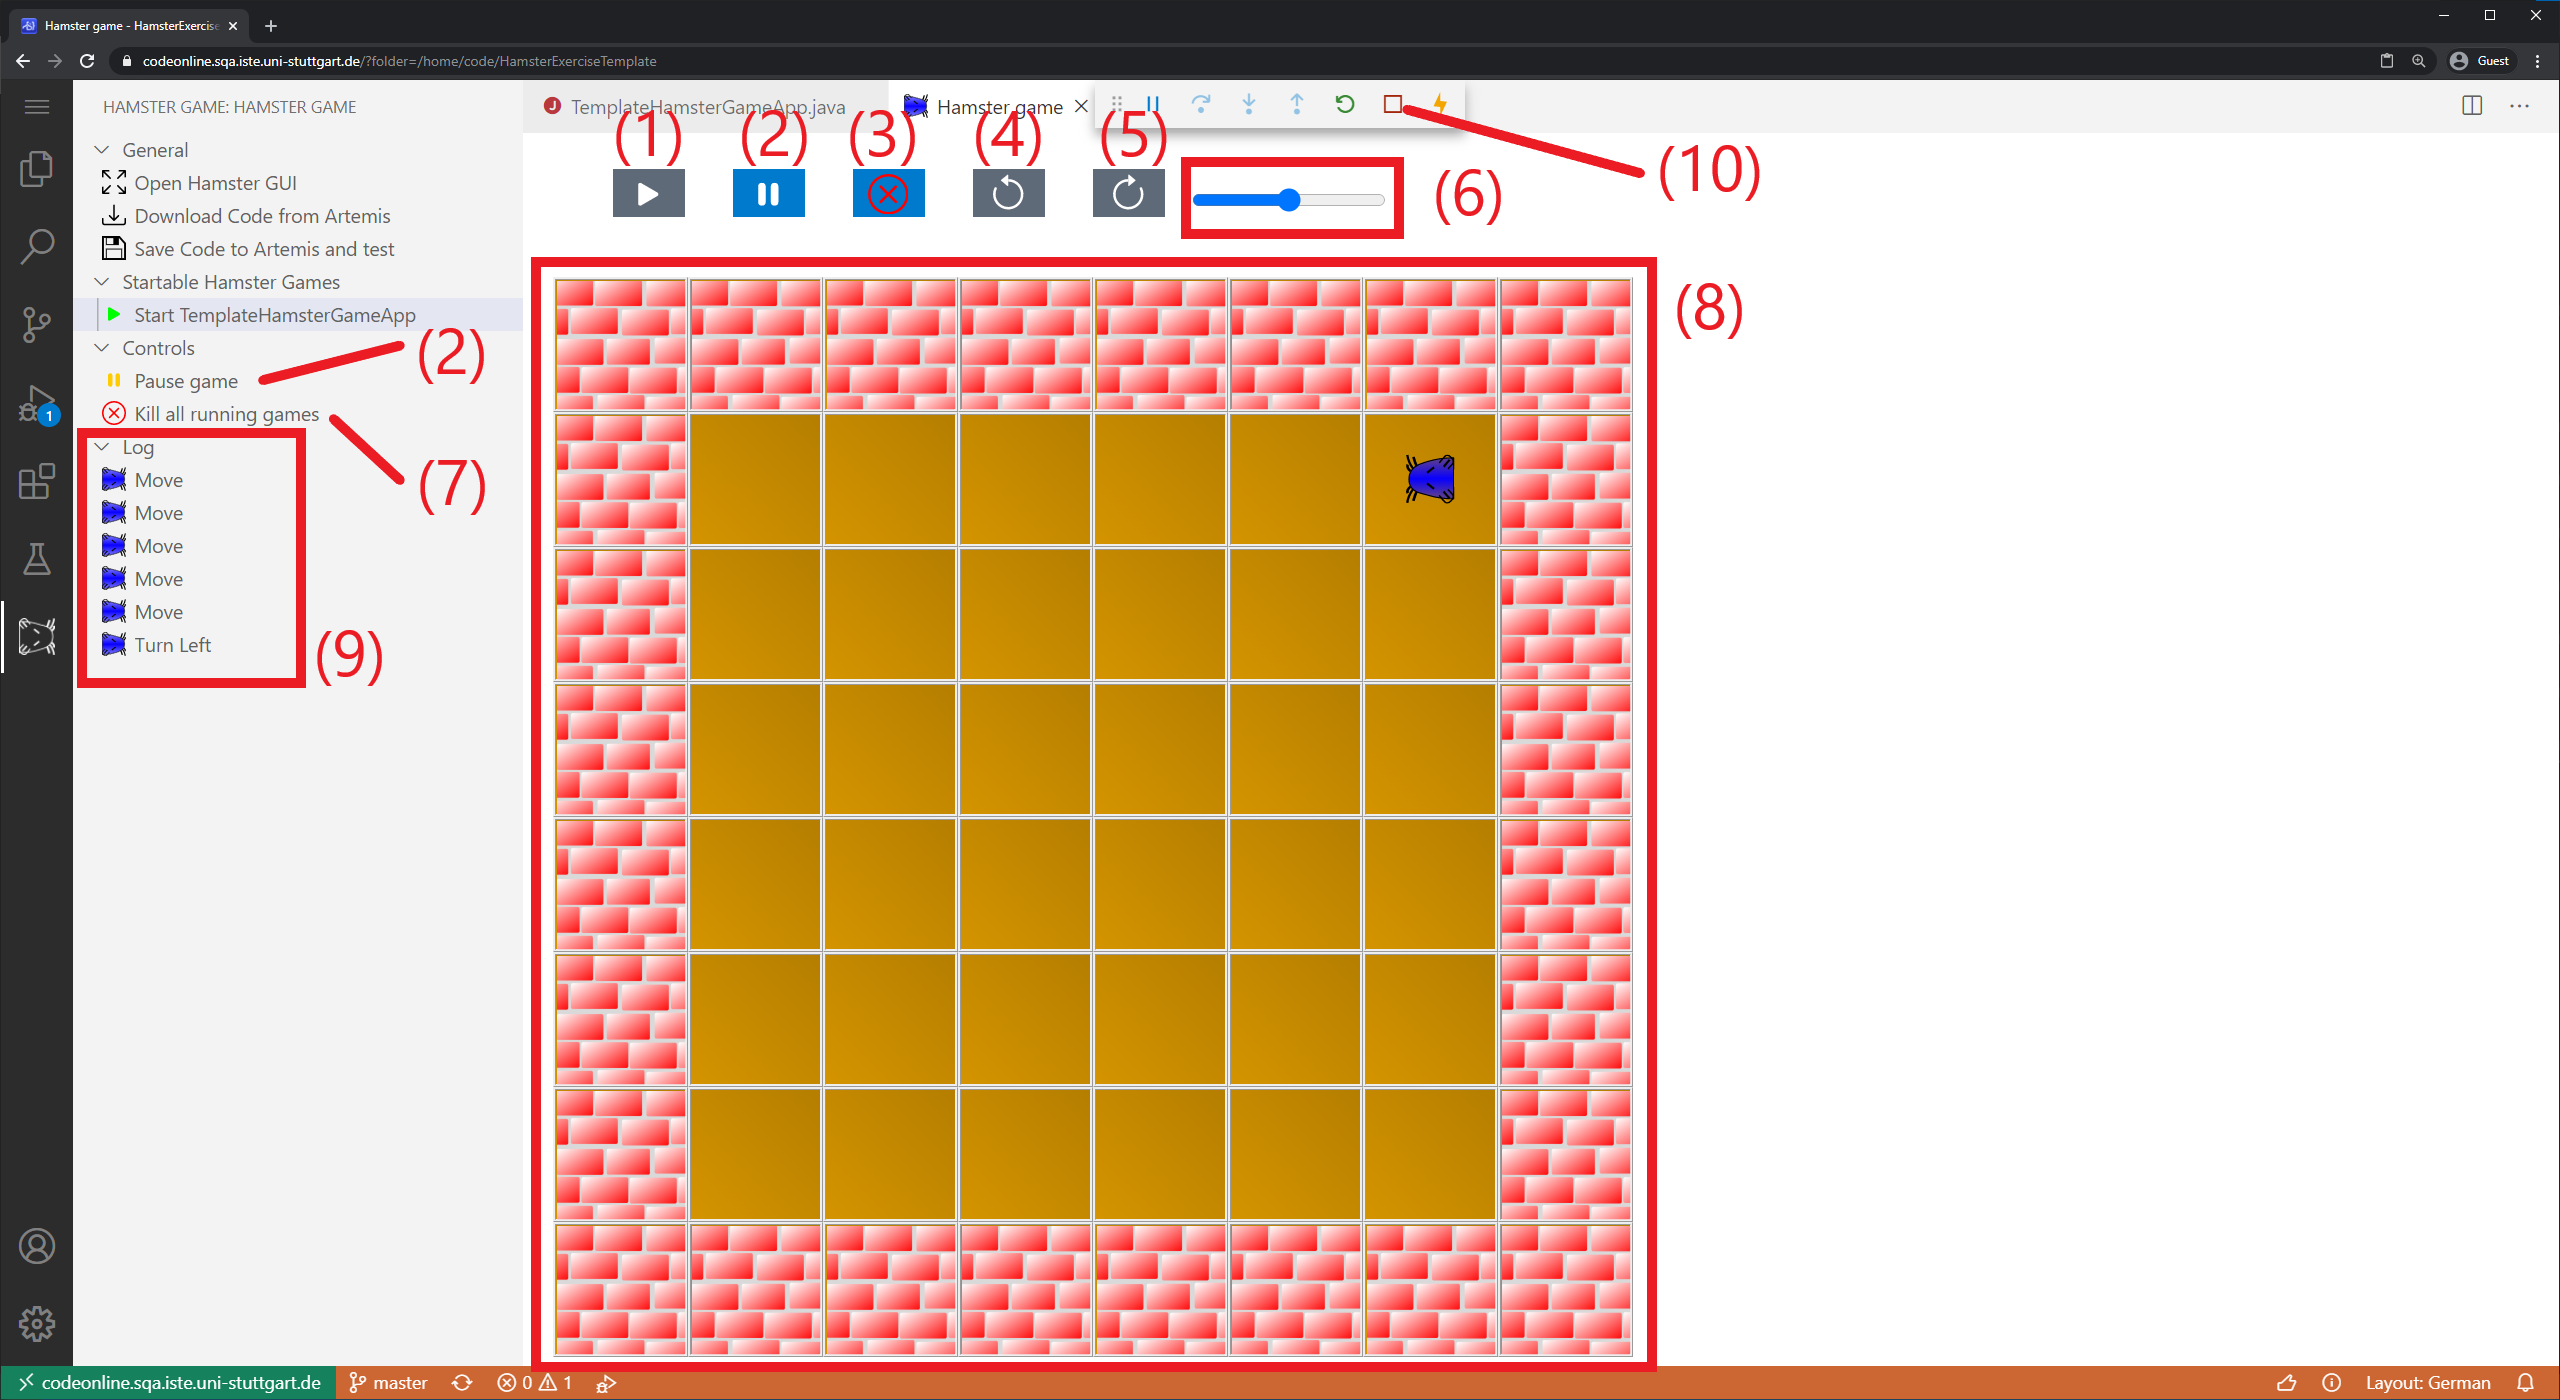 Hamster game - HamsterExercise
codeonline.sqa.iste.uni-stuttgart.de/?folder=/home/code/HamsterExerciseTemplate
Guest
HAMSTER GAME: HAMSTER GAME
General
Open Hamster GUI
Download Code from Artemis
Save Code to Artemis and test
Startable Hamster Games
Start TemplateHamsterGameApp
Controls
(2)
Pause game
Kill all running games
(7)
Log
Move
Move
Move
Move
Move
Turn Left
(9)
1
J TemplateHamsterGameApp.java
Hamster game
(1) (2) (3) (4) (5)
(6)
(10)
(8)
codeonline.sqa.iste.uni-stuttgart.de
master
0 1
Layout: German